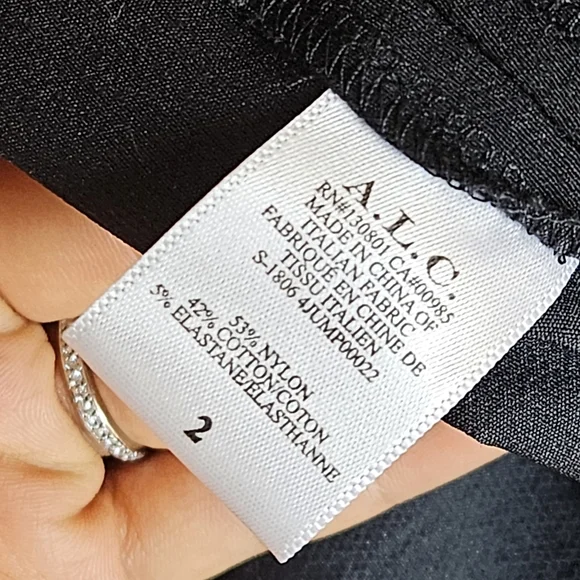 A.L.C.
RN#130801 CA#00985
MADE IN CHINA OF
ITALIAN FABRIC
FABRIQUÉ EN CHINE DE
TISSU ITALIEN
S-1806 4JUMP00022
53% NYLON
42% COTTON/COTON
5% ELASTANE/ÉLASTHANNE
2